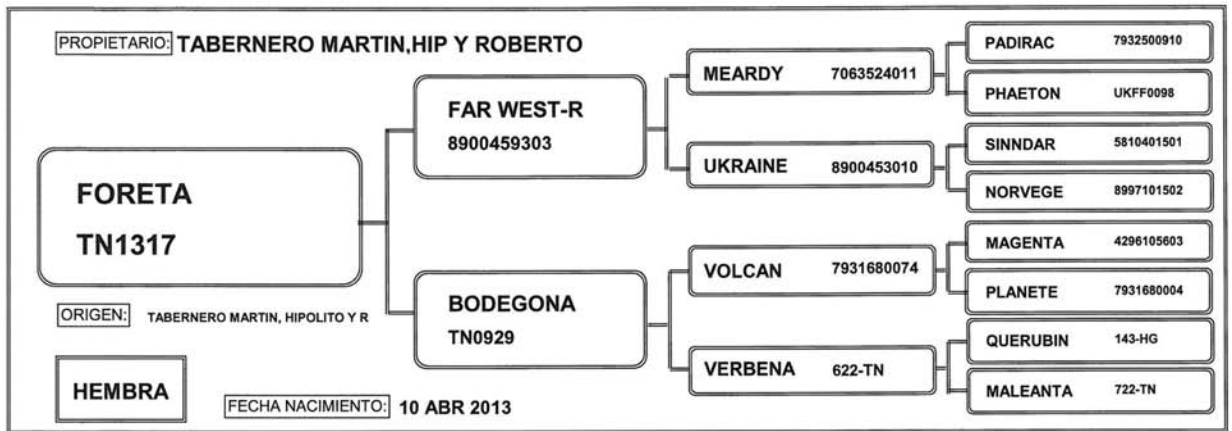 PROPIETARIO: TABERNERO MARTIN,HIP Y ROBERTO
FORETA
TN1317
ORIGEN: TABERNERO MARTIN, HIPOLITO Y R
HEMBRA
FECHA NACIMIENTO: 10 ABR 2013
FAR WEST-R
8900459303
BODEGONA
TN0929
MEARDY 7063524011
UKRAINE 8900453010
VOLCAN 7931680074
VERBENA 622-TN
PADIRAC 7932500910
PHAETON UKFF0098
SINNDAR 5810401501
NORVEGE 8997101502
MAGENTA 4296105603
PLANETE 7931680004
QUERUBIN 143-HG
MALEANTA 722-TN